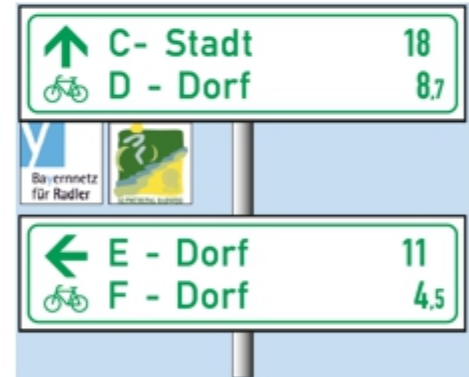 C- Stadt 18
D - Dorf 8,7
y
Bayernnetz
für Radler
E - Dorf 11
F - Dorf 4,5